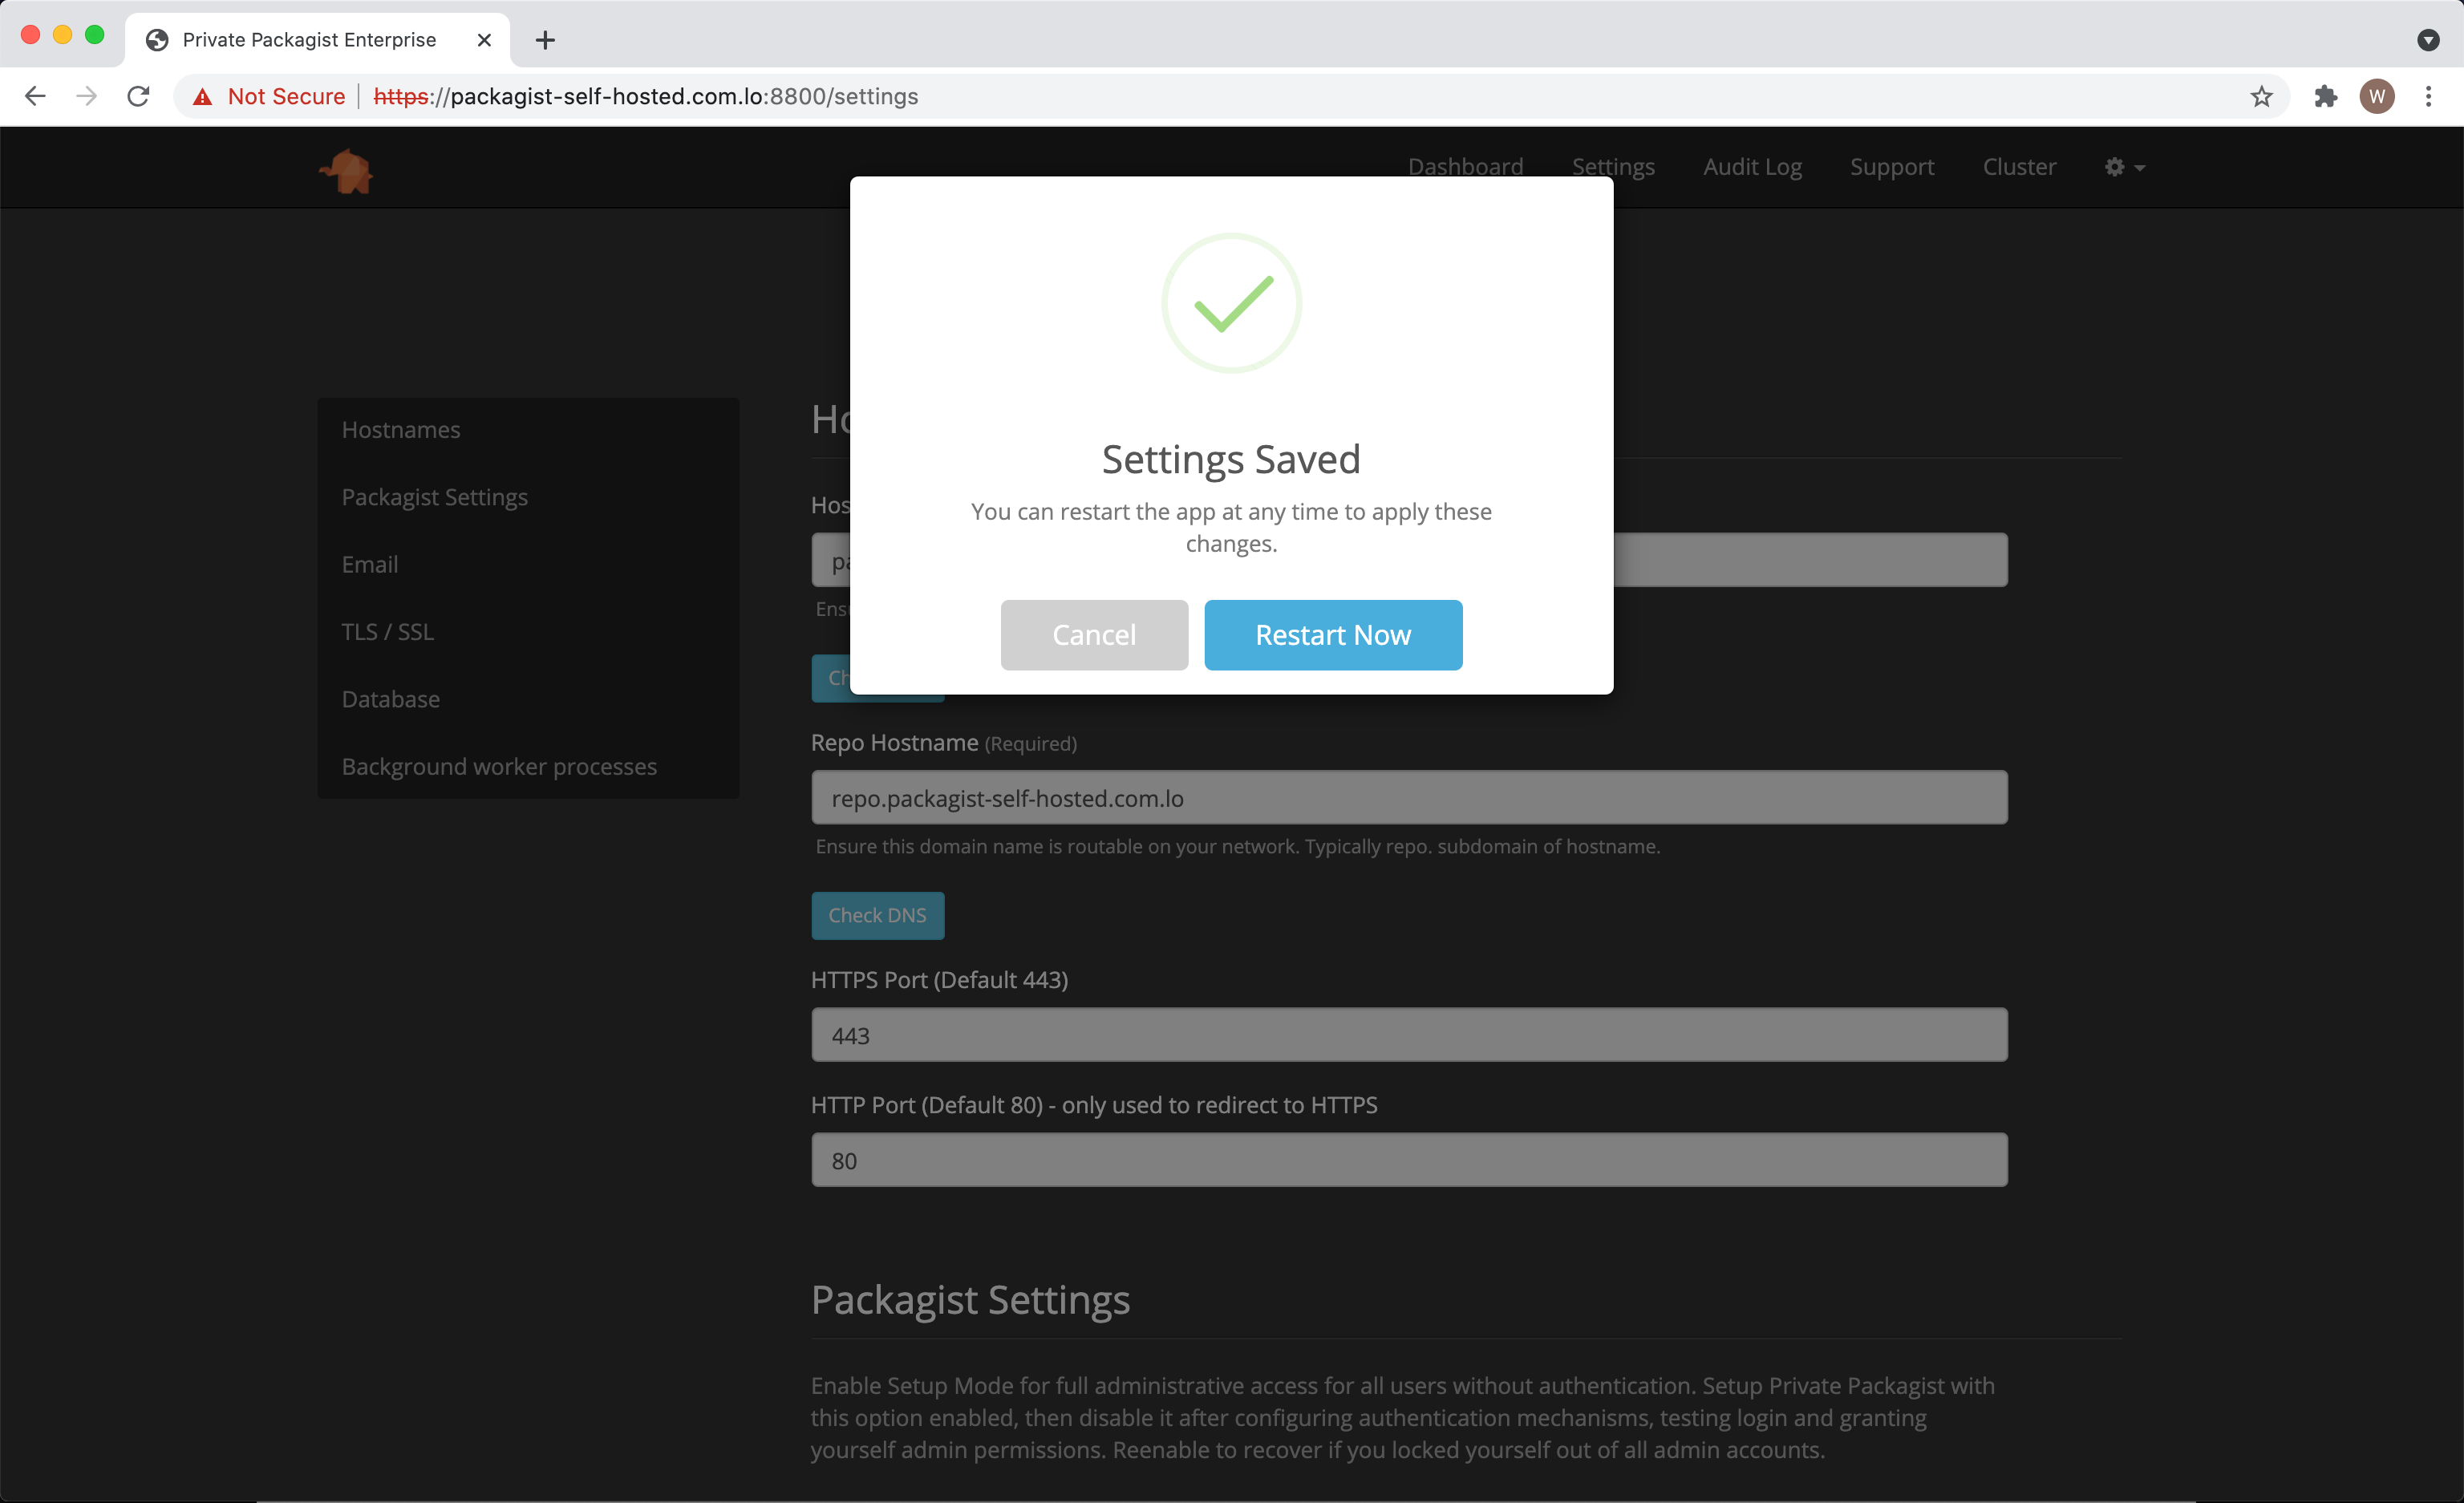 Private Packagist Enterprise
Not Secure https://packagist-self-hosted.com.lo:8800/settings
W
Dashboard Settings Audit Log Support Cluster
Settings Saved
You can restart the app at any time to apply these
changes.
Cancel Restart Now
Hostnames
Packagist Settings
Email
TLS / SSL
Database
Background worker processes
Repo Hostname (Required)
repo.packagist-self-hosted.com.lo
Ensure this domain name is routable on your network. Typically repo. subdomain of hostname.
Check DNS
HTTPS Port (Default 443)
443
HTTP Port (Default 80) - only used to redirect to HTTPS
80
Packagist Settings
Enable Setup Mode for full administrative access for all users without authentication. Setup Private Packagist with
this option enabled, then disable it after configuring authentication mechanisms, testing login and granting
yourself admin permissions. Reenable to recover if you locked yourself out of all admin accounts.